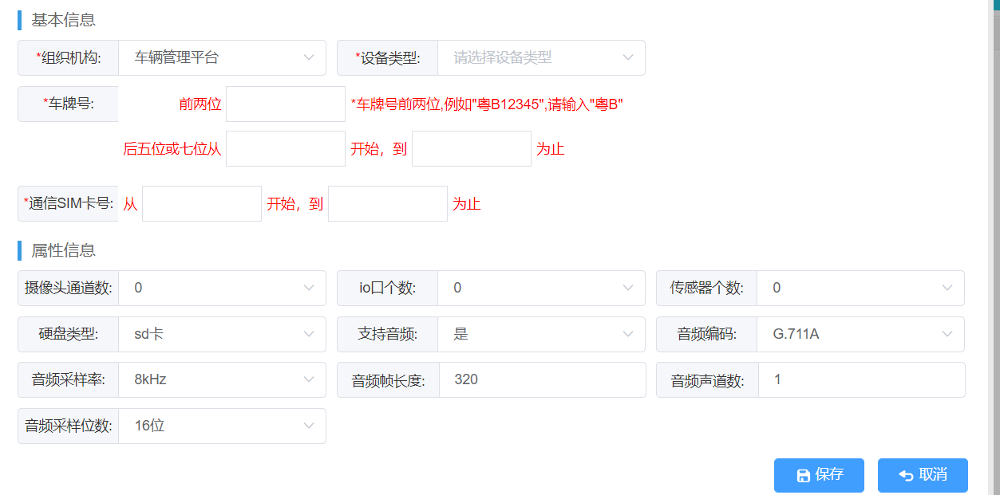 基本信息
*组织机构: 车辆管理平台 *设备类型: 请选择设备类型
*车牌号: 前两位 *车牌号前两位,例如"粤B12345",请输入"粤B"
后五位或七位从 开始，到 为止
*通信SIM卡号: 从 开始，到 为止
属性信息
摄像头通道数: 0 io口个数: 0 传感器个数: 0
硬盘类型: sd卡 支持音频: 是 音频编码: G.711A
音频采样率: 8kHz 音频帧长度: 320 音频声道数: 1
音频采样位数: 16位
保存 取消